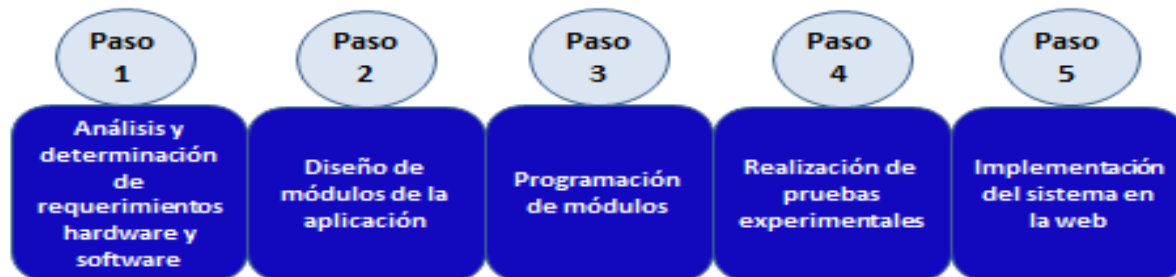 Paso
1
Análisis y
determinación
de
requerimientos
hardware y
software
Paso
2
Diseño de
módulos de la
aplicación
Paso
3
Programación
de módulos
Paso
4
Realización de
pruebas
experimentales
Paso
5
Implementación
del sistema en
la web